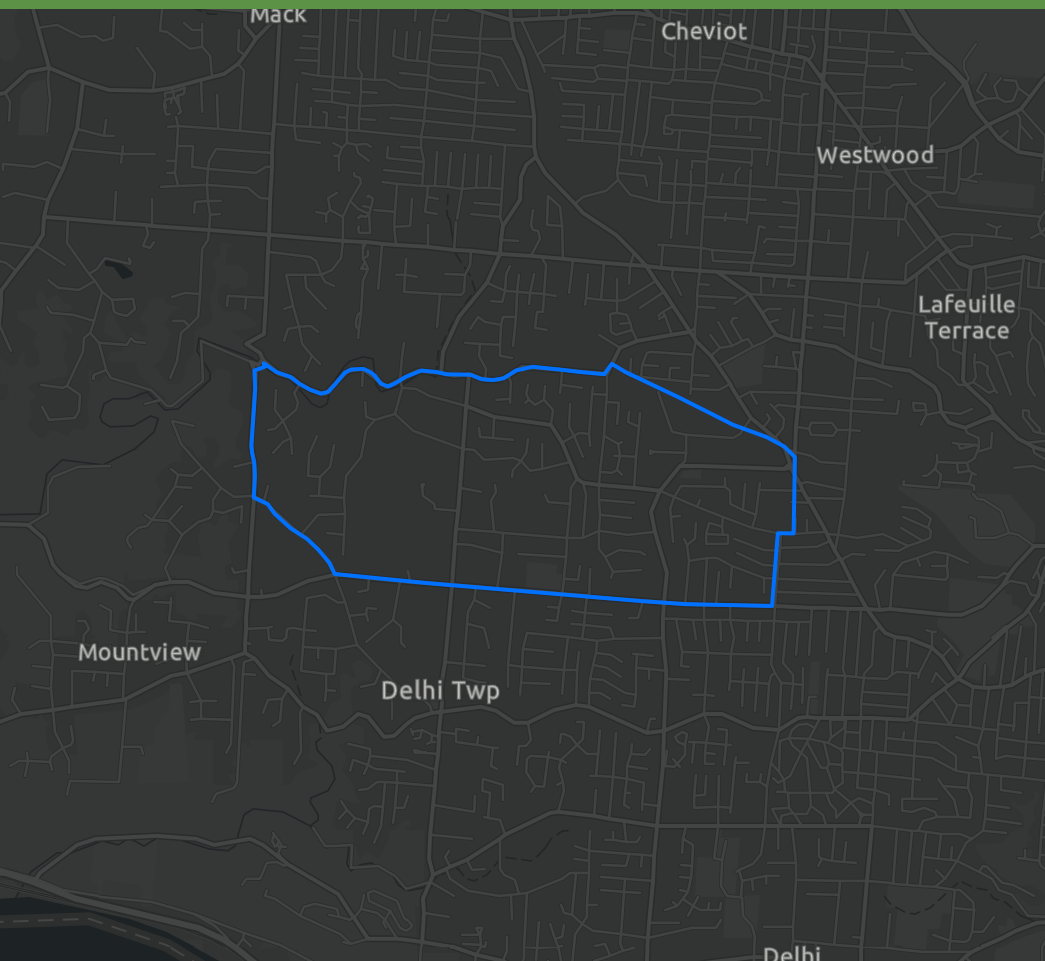 Mack
Cheviot
Westwood
Lafeuille
Terrace
Mountview
Delhi Twp
Delhi